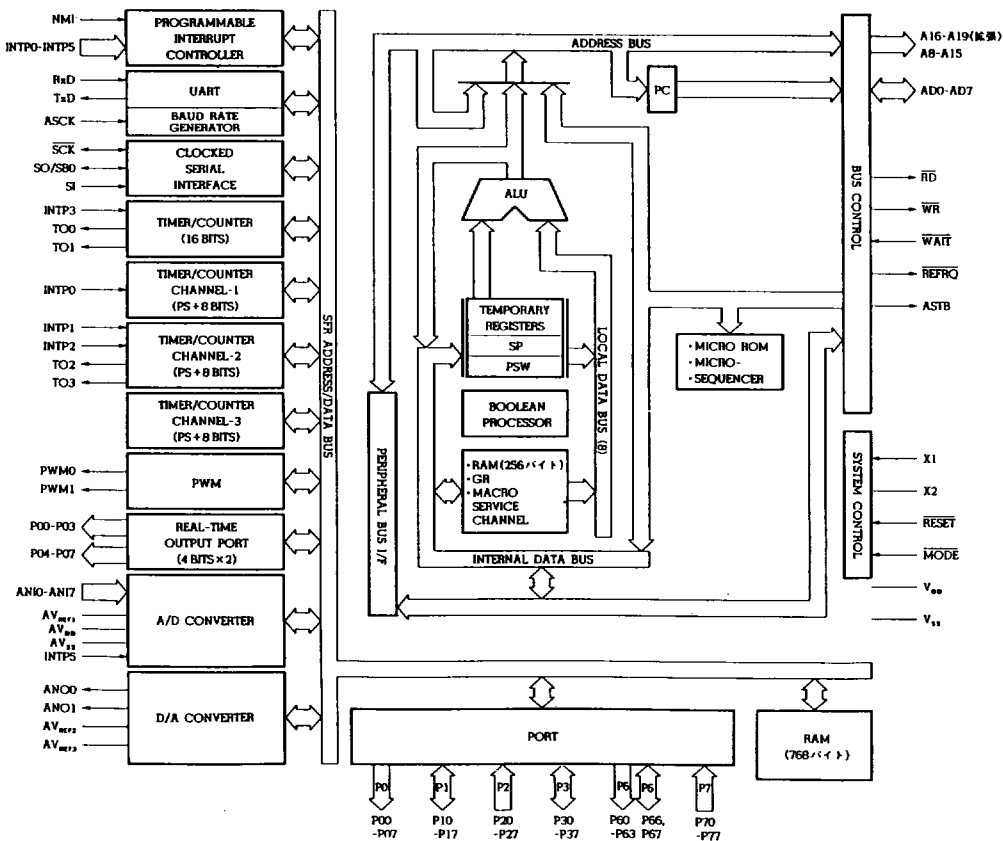 NMI
INTP0-INTP5
PROGRAMMABLE
INTERRUPT
CONTROLLER
RxD
TxD
ASCK
UART
BAUD RATE
GENERATOR
SCK
SO/SB0
SI
CLOCKED
SERIAL
INTERFACE
INTP3
TO0
TO1
TIMER/COUNTER
(16 BITS)
INTP0
TIMER/COUNTER
CHANNEL-1
(PS+8 BITS)
INTP1
INTP2
TO2
TO3
TIMER/COUNTER
CHANNEL-2
(PS+8 BITS)
TIMER/COUNTER
CHANNEL-3
(PS+8 BITS)
PWM0
PWM1
PWM
P00-P03
P04-P07
REAL-TIME
OUTPUT PORT
(4 BITS×2)
ANI0-ANI7
AVREF1
AVDD
AVSS
INTP5
A/D CONVERTER
ANO0
ANO1
AVREF2
AVREF3
D/A CONVERTER
SFR ADDRESS/DATA BUS
ADDRESS BUS
PC
ALU
TEMPORARY
REGISTERS
SP
PSW
BOOLEAN
PROCESSOR
・RAM(256バイト)
・GR
・MACRO
SERVICE
CHANNEL
LOCAL DATA BUS (8)
INTERNAL DATA BUS
PERIPHERAL BUS I/F
・MICRO ROM
・MICRO-
・SEQUENCER
BUS CONTROL
A16-A19(拡張)
A8-A15
AD0-AD7
RD
WR
WAIT
REFRQ
ASTB
SYSTEM CONTROL
X1
X2
RESET
MODE
VDD
VSS
PORT
RAM
(768バイト)
P0
P1
P2
P3
P6
P6
P7
P00
-P07
P10
-P17
P20
-P27
P30
-P37
P60
-P63
P66,
P67
P70
-P77